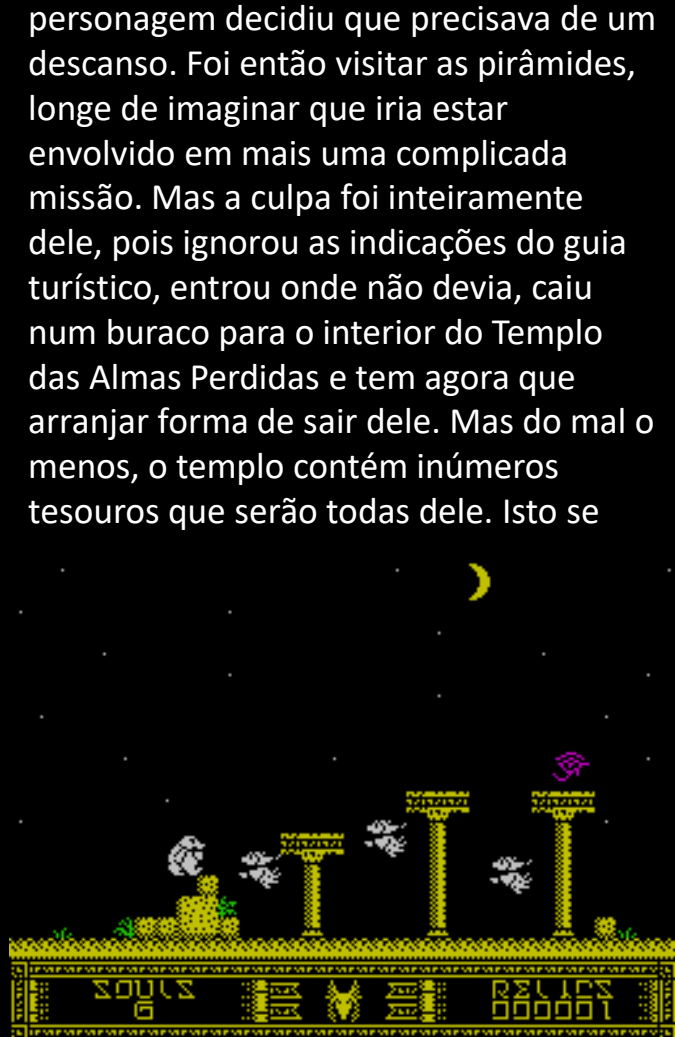 personagem decidiu que precisava de um
descanso. Foi então visitar as pirâmides,
longe de imaginar que iria estar
envolvido em mais uma complicada
missão. Mas a culpa foi inteiramente
dele, pois ignorou as indicações do guia
turístico, entrou onde não devia, caiu
num buraco para o interior do Templo
das Almas Perdidas e tem agora que
arranjar forma de sair dele. Mas do mal o
menos, o templo contém inúmeros
tesouros que serão todas dele. Isto se
SOULS RELICS
6 000001